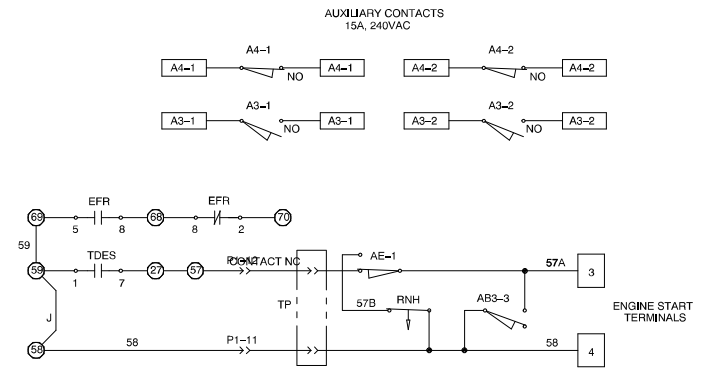 AUXILIARY CONTACTS
15A, 240VAC
A4-1
A4-2
A4-1
NO
A4-1
A4-2
NO
A4-2
A3-1
A3-2
A3-1
NO
A3-1
A3-2
NO
A3-2
EFR
EFR
69
5
8
68
8
2
70
59
TDES
CONTACT NC
AE-1
57A
59
1
7
27
57
3
TP
57B
RNH
AB3-3
ENGINE START
TERMINALS
J
58
58
P1-11
58
4